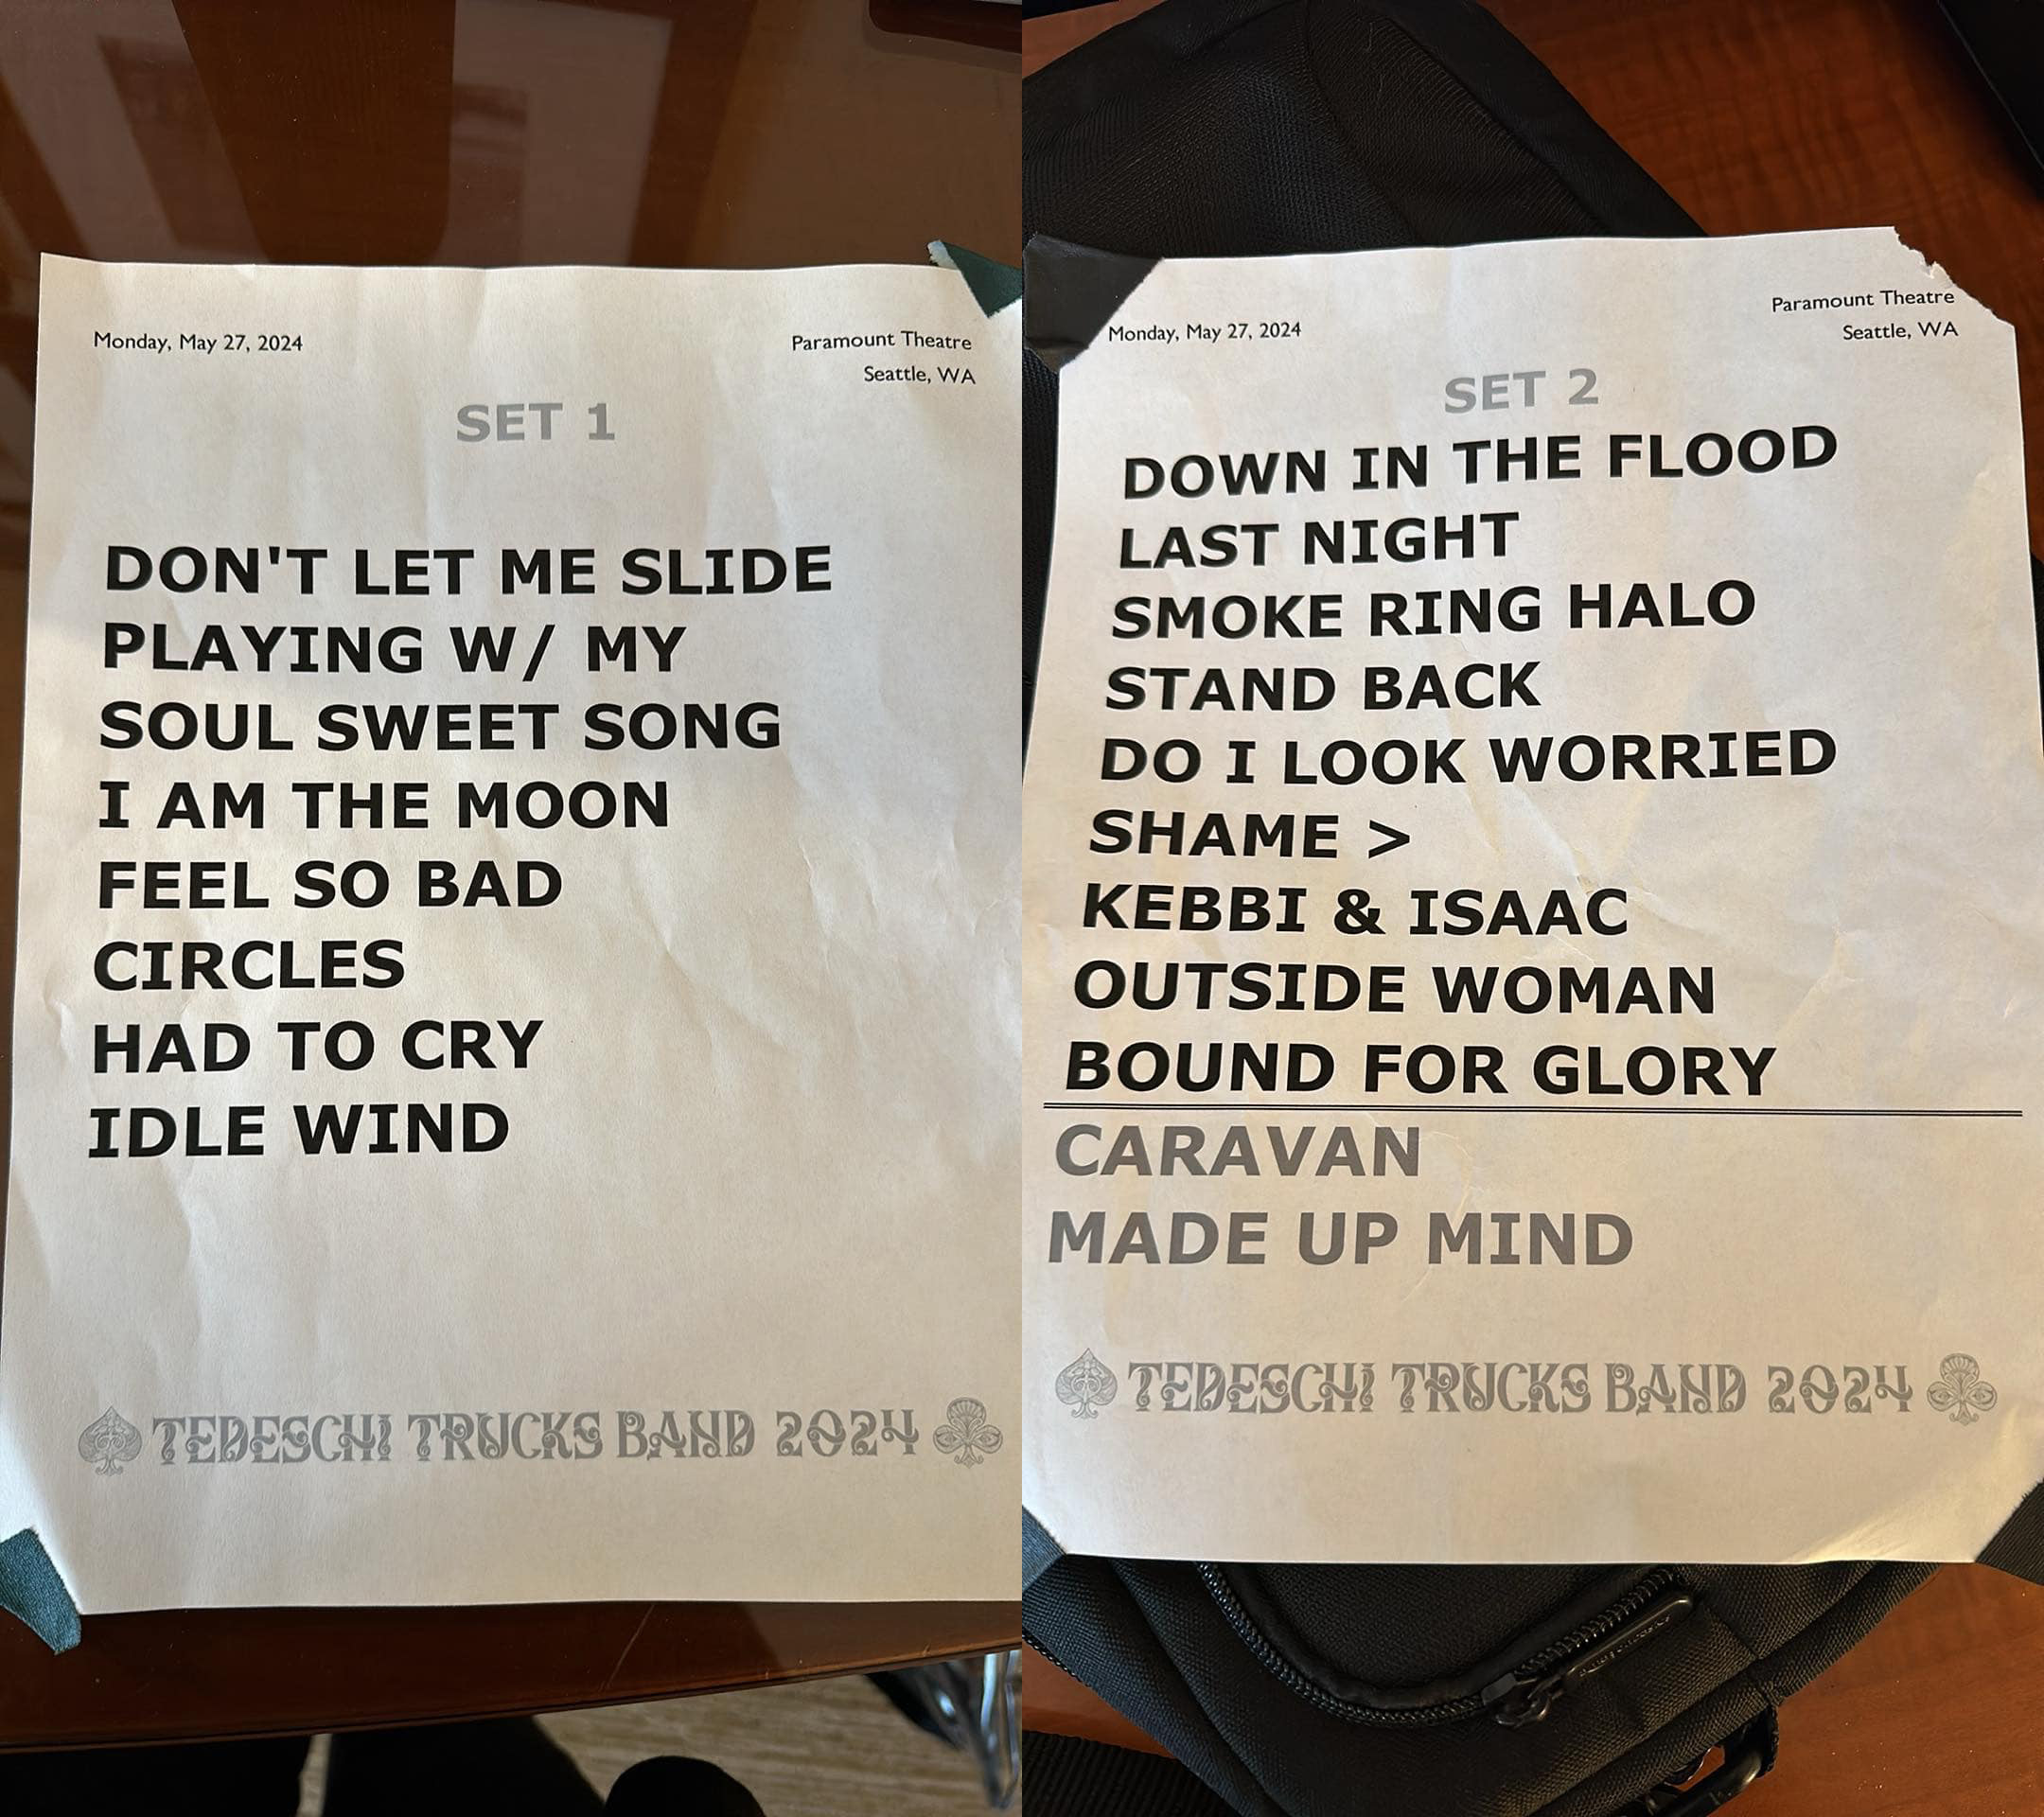 Monday, May 27, 2024
Paramount Theatre
Seattle, WA
SET 1
DON'T LET ME SLIDE
PLAYING W/ MY
SOUL SWEET SONG
I AM THE MOON
FEEL SO BAD
CIRCLES
HAD TO CRY
IDLE WIND
TEDESCHI TRUCKS BAND 2024
Monday, May 27, 2024
Paramount Theatre
Seattle, WA
SET 2
DOWN IN THE FLOOD
LAST NIGHT
SMOKE RING HALO
STAND BACK
DO I LOOK WORRIED
SHAME >
KEBBI & ISAAC
OUTSIDE WOMAN
BOUND FOR GLORY
CARAVAN
MADE UP MIND
TEDESCHI TRUCKS BAND 2024